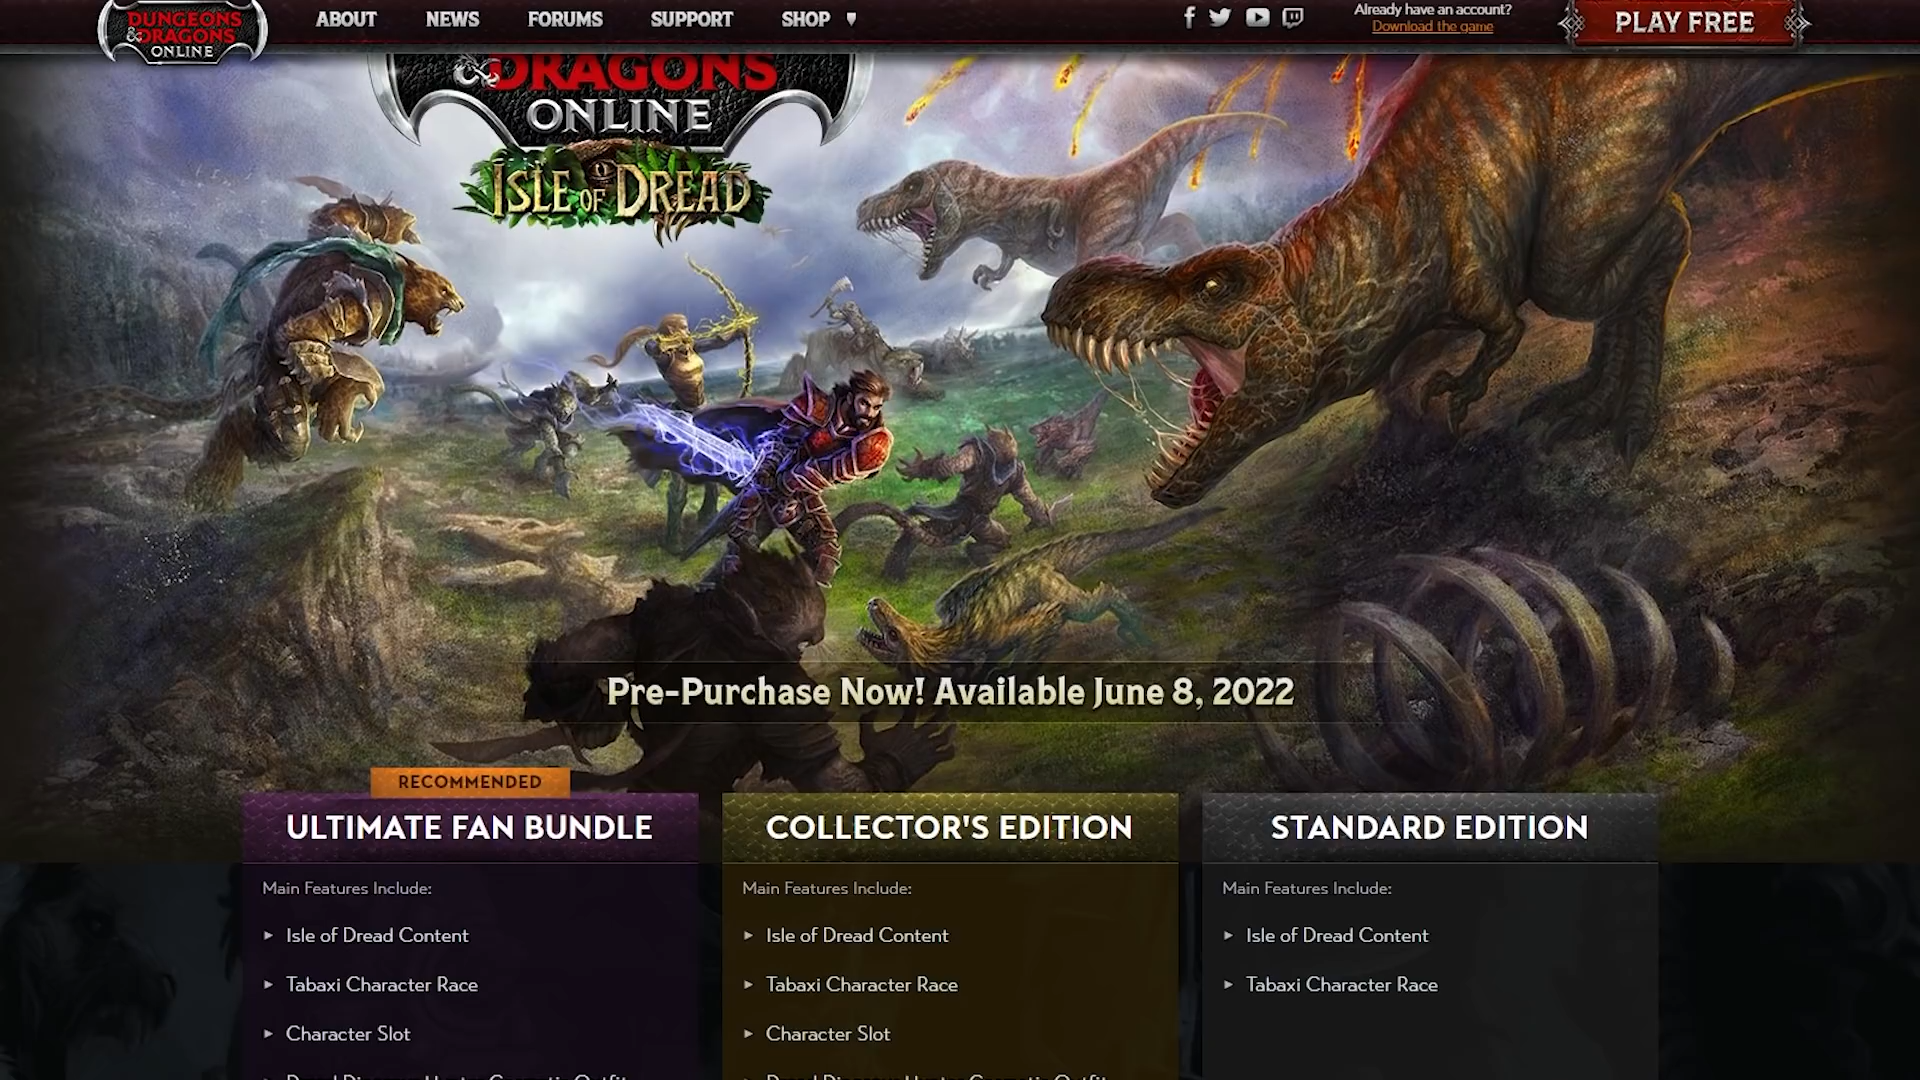 DUNGEONS
& DRAGONS
ONLINE
ABOUT
NEWS
FORUMS
SUPPORT
SHOP
Already have an account?
Download the game
PLAY FREE
& DRAGONS
ONLINE
ISLE OF DREAD
Pre-Purchase Now! Available June 8, 2022
RECOMMENDED
ULTIMATE FAN BUNDLE
Main Features Include:
Isle of Dread Content
Tabaxi Character Race
Character Slot
COLLECTOR'S EDITION
Main Features Include:
Isle of Dread Content
Tabaxi Character Race
Character Slot
STANDARD EDITION
Main Features Include:
Isle of Dread Content
Tabaxi Character Race